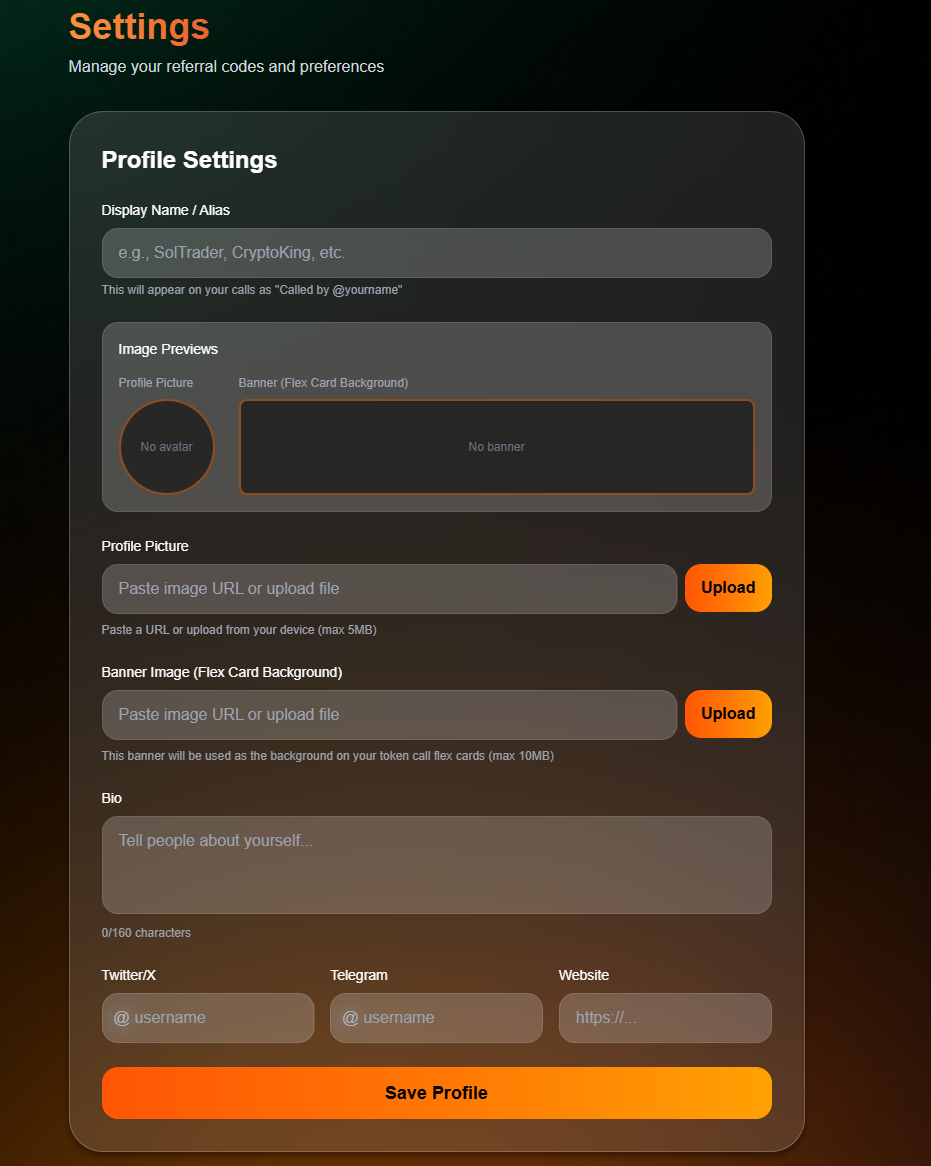 Settings
Manage your referral codes and preferences
Profile Settings
Display Name / Alias
e.g., SolTrader, CryptoKing, etc.
This will appear on your calls as "Called by @yourname"
Image Previews
Profile Picture
Banner (Flex Card Background)
No avatar
No banner
Profile Picture
Paste image URL or upload file
Upload
Paste a URL or upload from your device (max 5MB)
Banner Image (Flex Card Background)
Paste image URL or upload file
Upload
This banner will be used as the background on your token call flex cards (max 10MB)
Bio
Tell people about yourself...
0/160 characters
Twitter/X
Telegram
Website
@ username
@ username
https://...
Save Profile